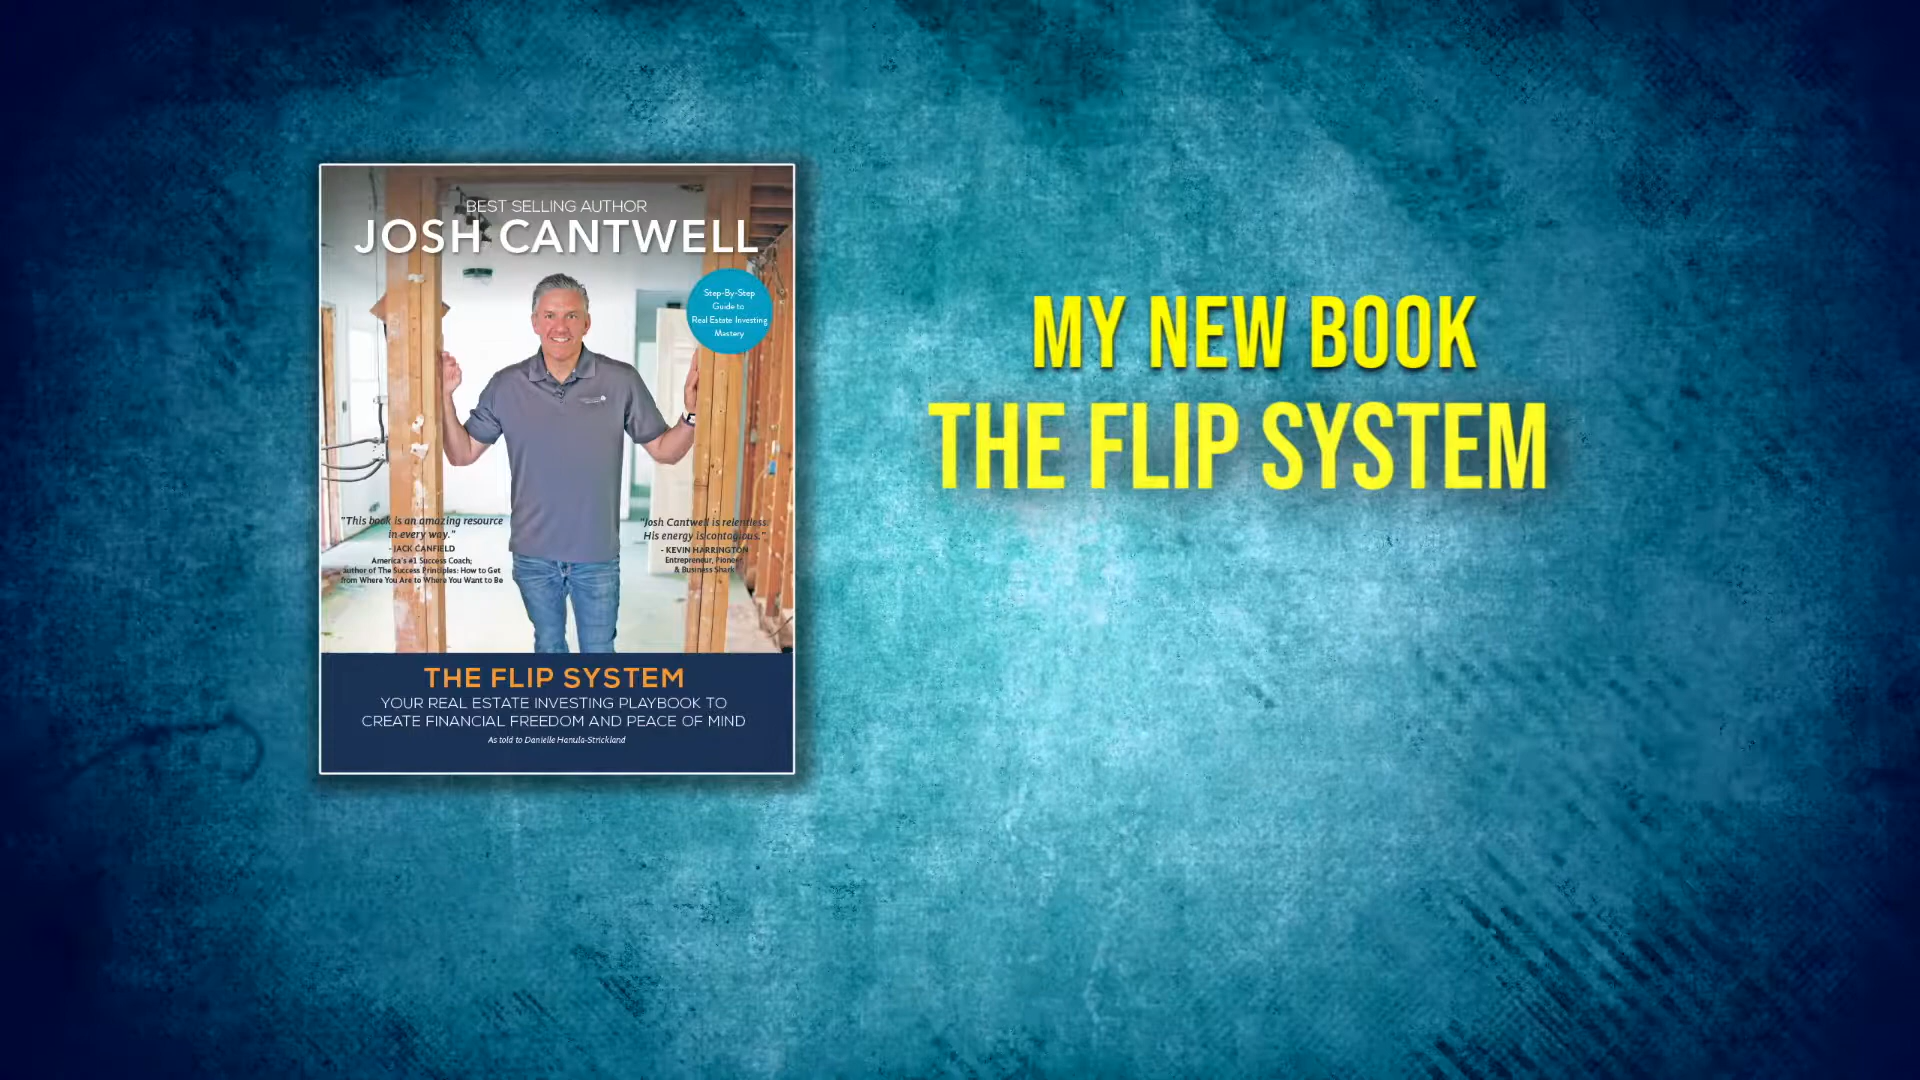 BEST SELLING AUTHOR
JOSH CANTWELL
Step-By-Step
Guide to
Real Estate Investing
Mastery
"This book is an amazing resource
in every way."
- JACK CANFIELD
America's #1 Success Coach;
author of The Success Principles: How to Get
from Where You Are to Where You Want to Be
"Josh Cantwell is relentless.
His energy is contagious."
- KEVIN HARRINGTON
Entrepreneur, Pioneer,
& Business Shark
THE FLIP SYSTEM
YOUR REAL ESTATE INVESTING PLAYBOOK TO
CREATE FINANCIAL FREEDOM AND PEACE OF MIND
As told to Danielle Hanula-Strickland
MY NEW BOOK
THE FLIP SYSTEM